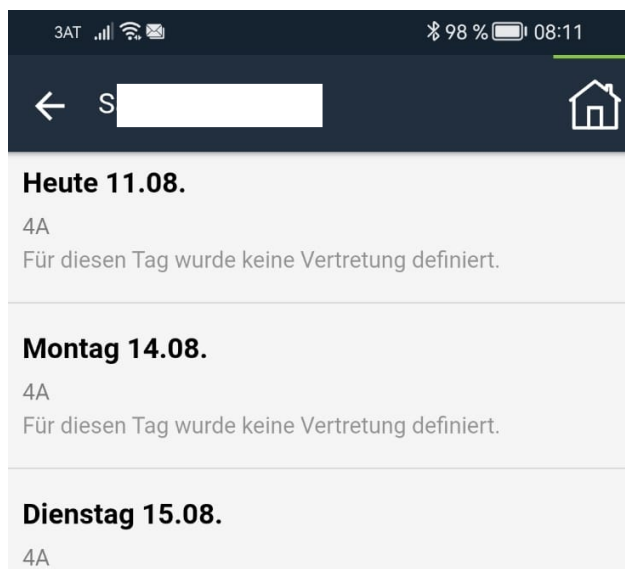 3AT 98 % 08:11
S
Heute 11.08.
4A
Für diesen Tag wurde keine Vertretung definiert.
Montag 14.08.
4A
Für diesen Tag wurde keine Vertretung definiert.
Dienstag 15.08.
4A